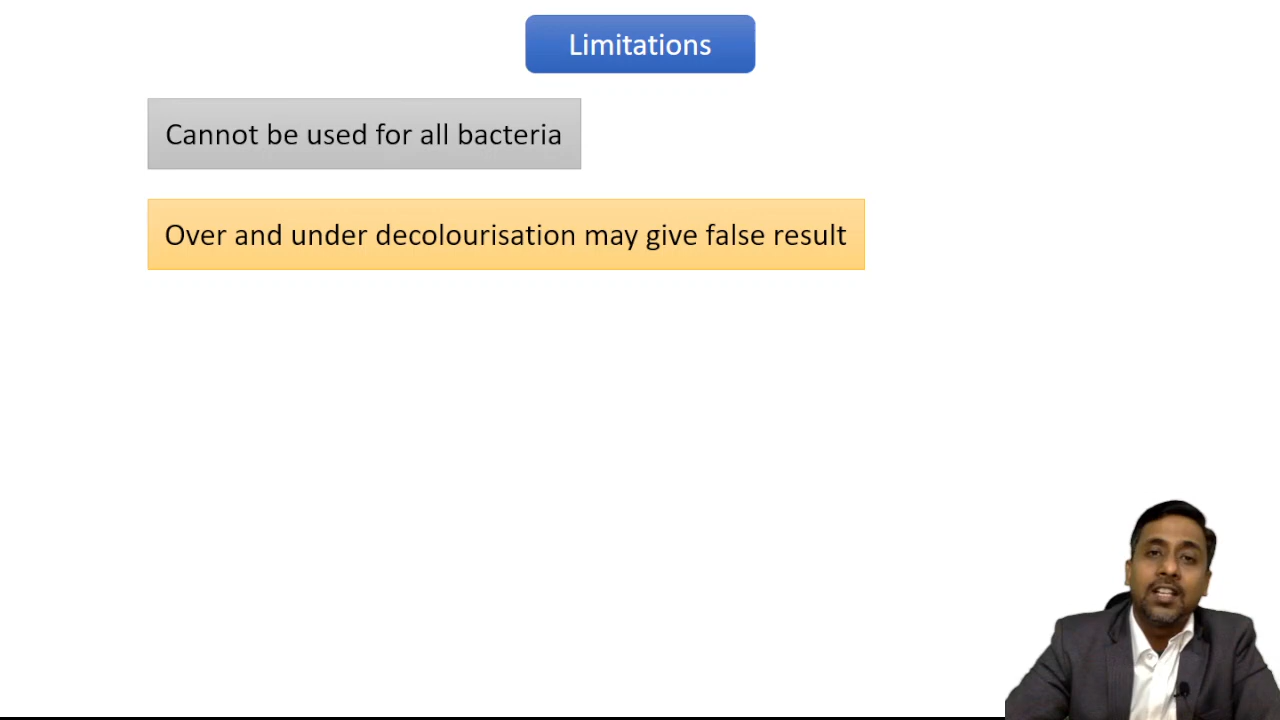 Limitations
Cannot be used for all bacteria
Over and under decolourisation may give false result